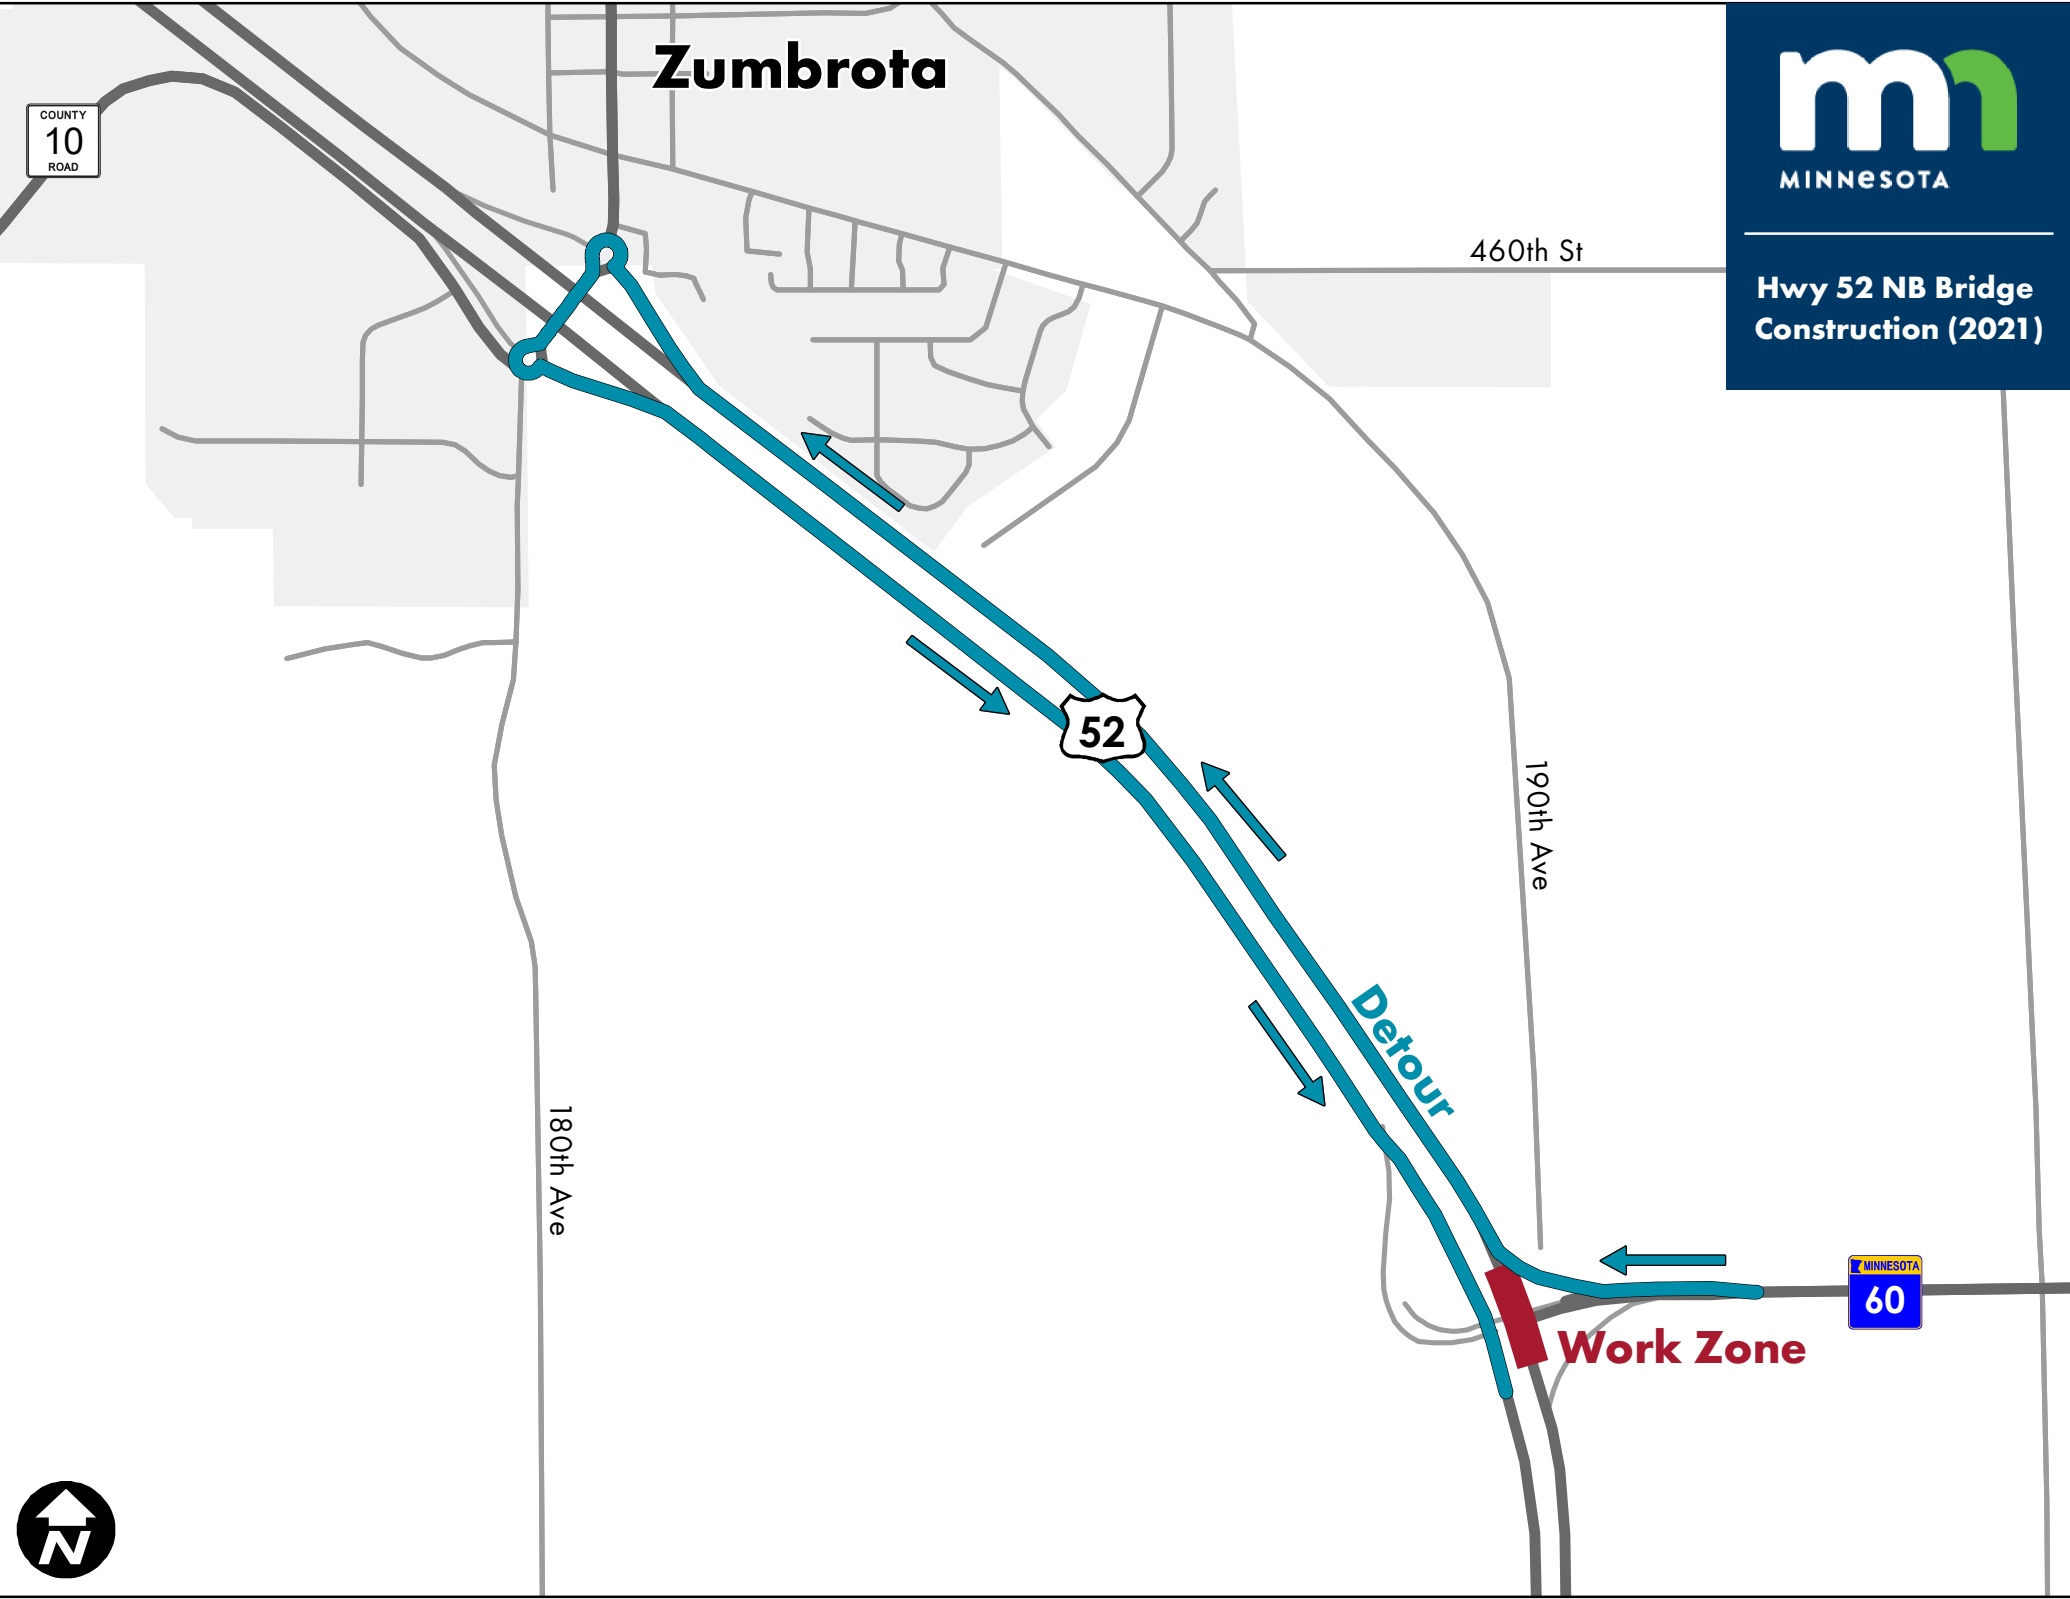 Zumbrota
COUNTY
10
ROAD
MINNESOTA
Hwy 52 NB Bridge
Construction (2021)
460th St
52
190th Ave
Detour
180th Ave
MINNESOTA
60
Work Zone
N